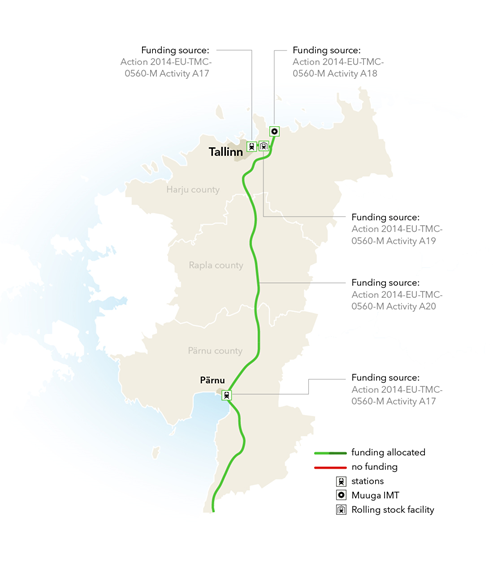 Funding source:
Action 2014-EU-TMC-
0560-M Activity A17
Funding source:
Action 2014-EU-TMC-
0560-M Activity A18
Tallinn
Harju county
Funding source:
Action 2014-EU-TMC-
0560-M Activity A19
Rapla county
Funding source:
Action 2014-EU-TMC-
0560-M Activity A20
Pärnu county
Pärnu
Funding source:
Action 2014-EU-TMC-
0560-M Activity A17
funding allocated
no funding
stations
Muuga IMT
Rolling stock facility